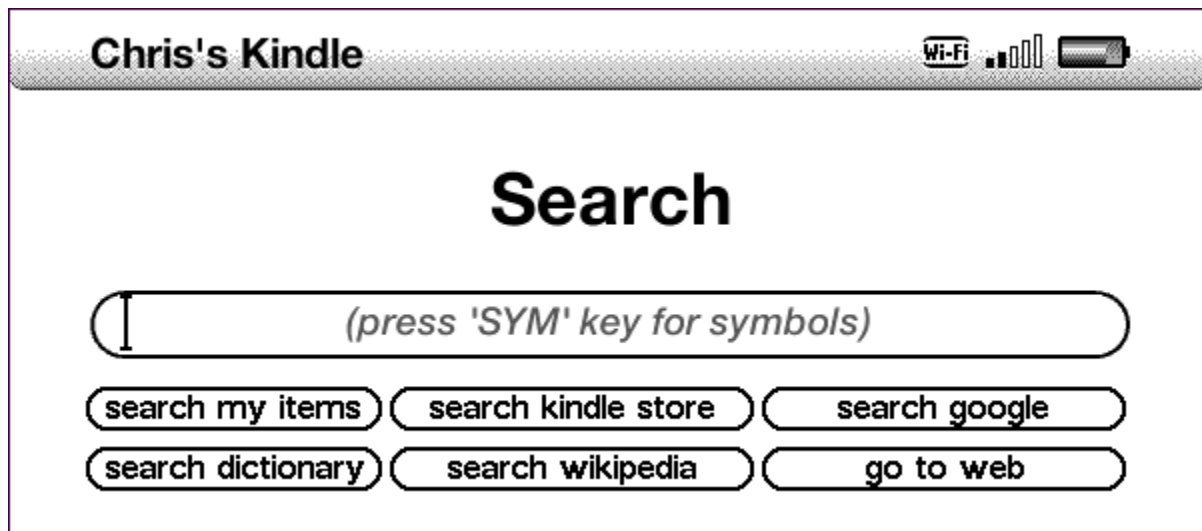 Chris's Kindle Wi-Fi
Search
(press 'SYM' key for symbols)
search my items search kindle store search google
search dictionary search wikipedia go to web